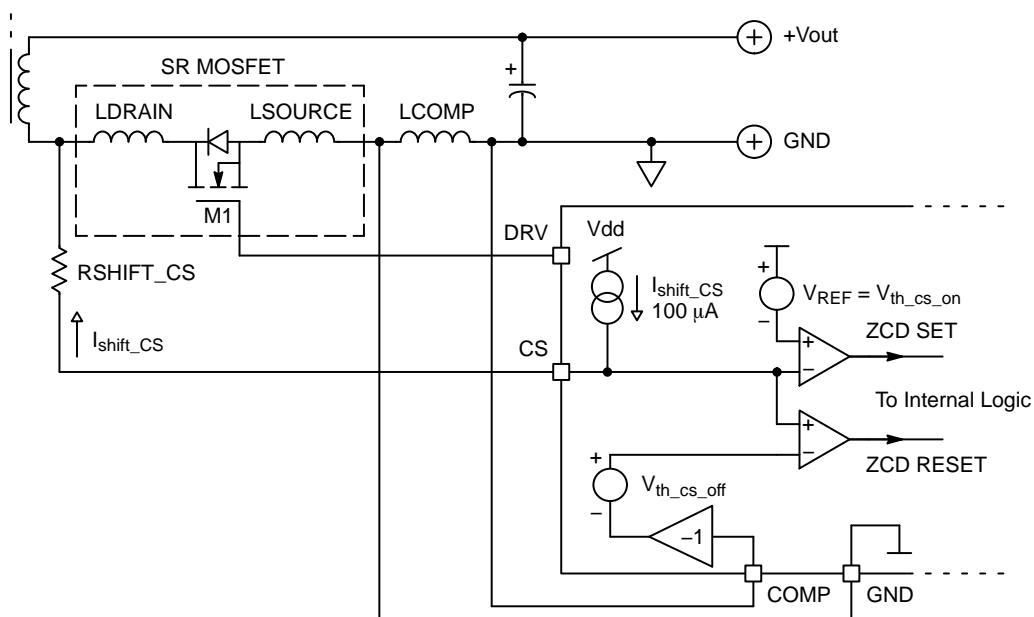 +Vout
SR MOSFET
+
LDRAIN
LSOURCE
LCOMP
GND
M1
DRV
Vdd
RSHIFT_CS
Ishift_CS
100 μA
+
VREF = Vth_cs_on
–
ZCD SET
Ishift_CS
CS
+
–
To Internal Logic
+
–
ZCD RESET
+
Vth_cs_off
–
–1
COMP
GND